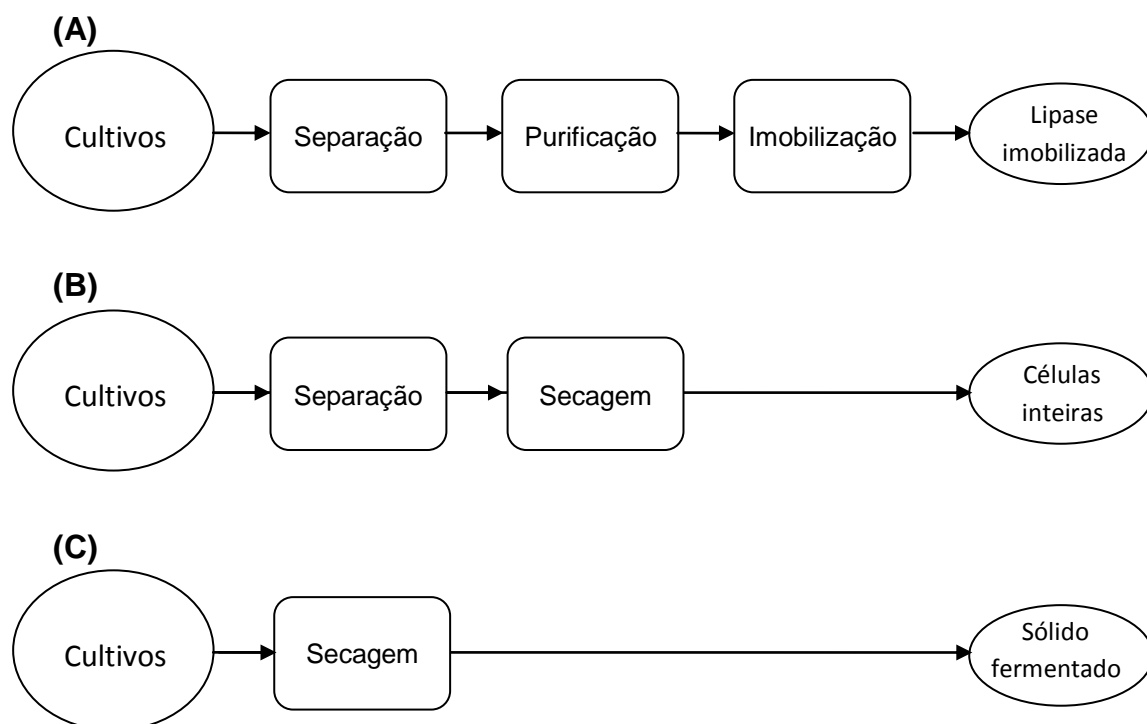 (A)
Cultivos
Separação
Purificação
Imobilização
Lipase
imobilizada
(B)
Cultivos
Separação
Secagem
Células
inteiras
(C)
Cultivos
Secagem
Sólido
fermentado